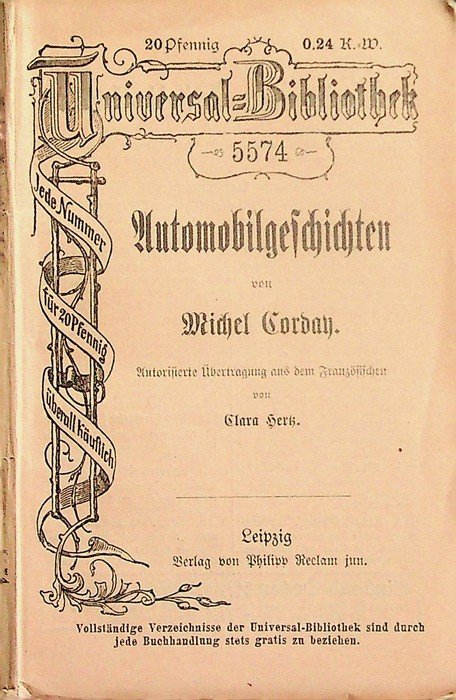 20 Pfennig 0.24 K.-W.
Universal-Bibliothek
5574
Jede Nummer
für 20 Pfennig
überall käuflich
Automobilgeschichten
von
Michel Corday.
Autorisierte Übertragung aus dem Französischen
von
Clara Hertz.
Leipzig
Verlag von Philipp Reclam jun.
Vollständige Verzeichnisse der Universal-Bibliothek sind durch
jede Buchhandlung stets gratis zu beziehen.